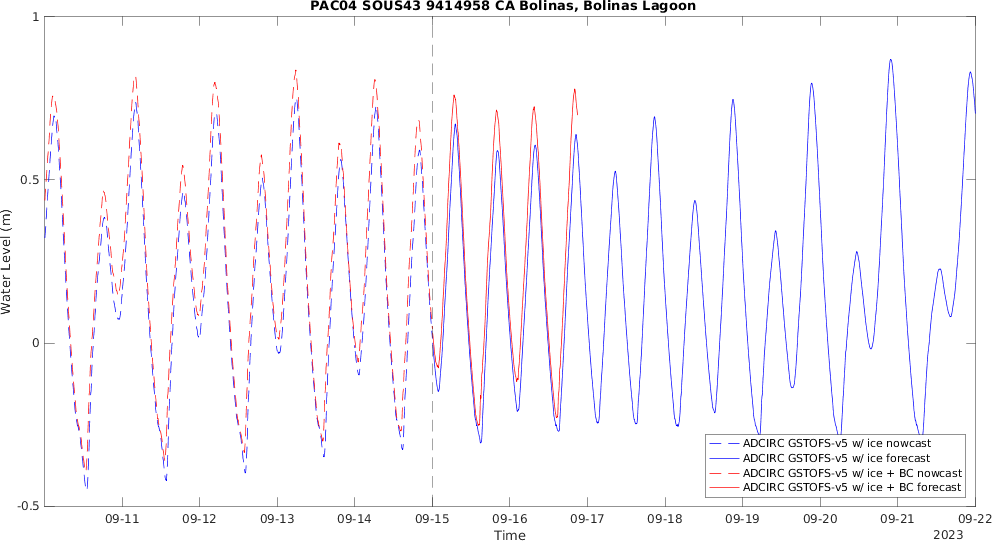 PAC04 SOUS43 9414958 CA Bolinas, Bolinas Lagoon
1
0.5
0
-0.5
Water Level (m)
09-11 09-12 09-13 09-14 09-15 09-16 09-17 09-18 09-19 09-20 09-21 09-22
Time
2023
ADCIRC GSTOFS-v5 w/ ice nowcast
ADCIRC GSTOFS-v5 w/ ice forecast
ADCIRC GSTOFS-v5 w/ ice + BC nowcast
ADCIRC GSTOFS-v5 w/ ice + BC forecast